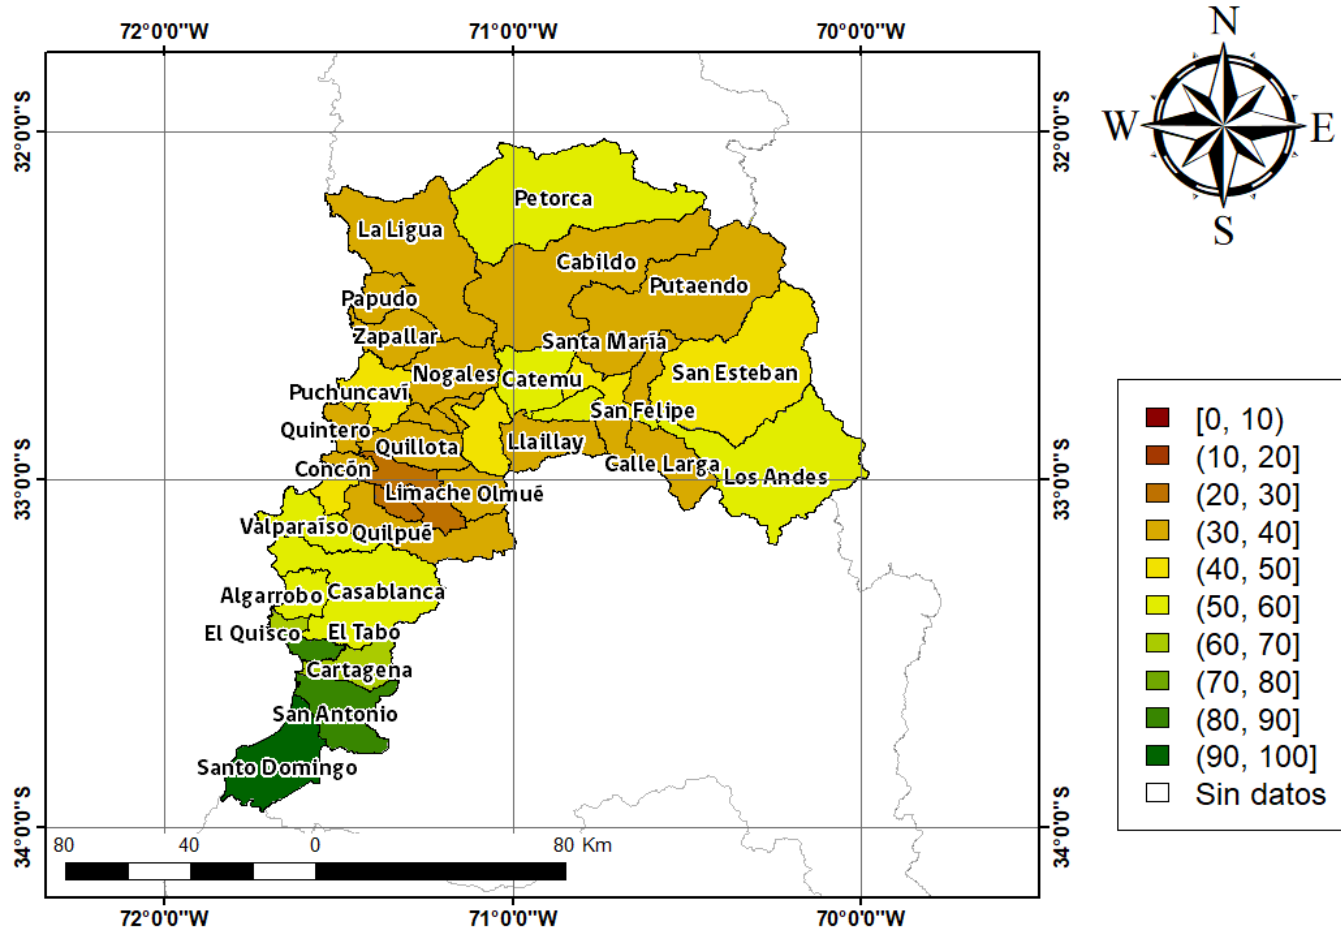 72°0'0"W
71°0'0"W
70°0'0"W
N
W
E
S
32°0'0"S
32°0'0"S
Petorca
La Ligua
Cabildo
Putaendo
Papudo
Zapallar
Santa María
Nogales
Catemu
San Esteban
Puchuncaví
San Felipe
Quintero
Quillota
Llaillay
Concón
Calle Larga
Los Andes
33°0'0"S
33°0'0"S
Limache
Olmué
Valparaíso
Quilpué
Algarrobo
Casablanca
El Quisco
El Tabo
Cartagena
San Antonio
Santo Domingo
34°0'0"S
34°0'0"S
80
40
0
80 Km
72°0'0"W
71°0'0"W
70°0'0"W
[0, 10)
(10, 20]
(20, 30]
(30, 40]
(40, 50]
(50, 60]
(60, 70]
(70, 80]
(80, 90]
(90, 100]
Sin datos